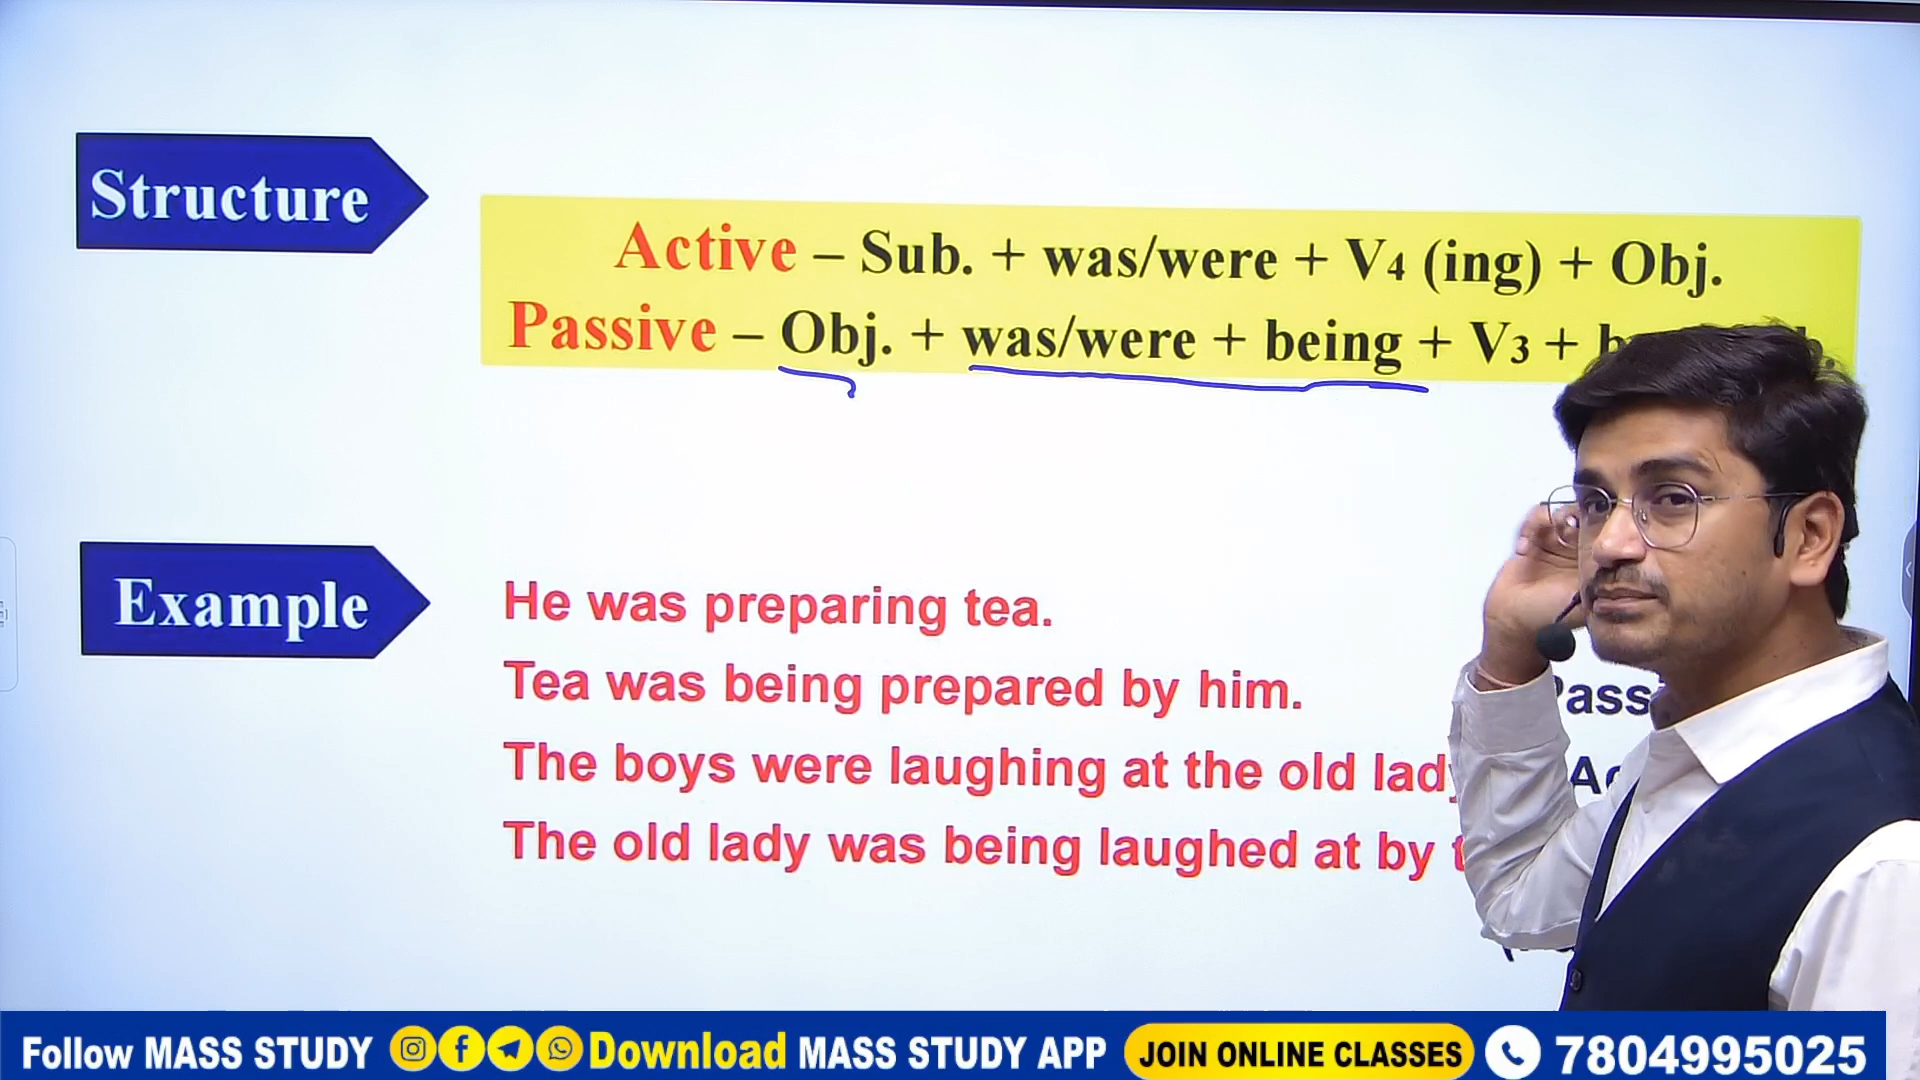 Structure
Active – Sub. + was/were + V4 (ing) + Obj.
Passive – Obj. + was/were + being + V3 +
Example
He was preparing tea.
Tea was being prepared by him.
The boys were laughing at the old lady
The old lady was being laughed at by
Follow MASS STUDY Download MASS STUDY APP JOIN ONLINE CLASSES 7804995025